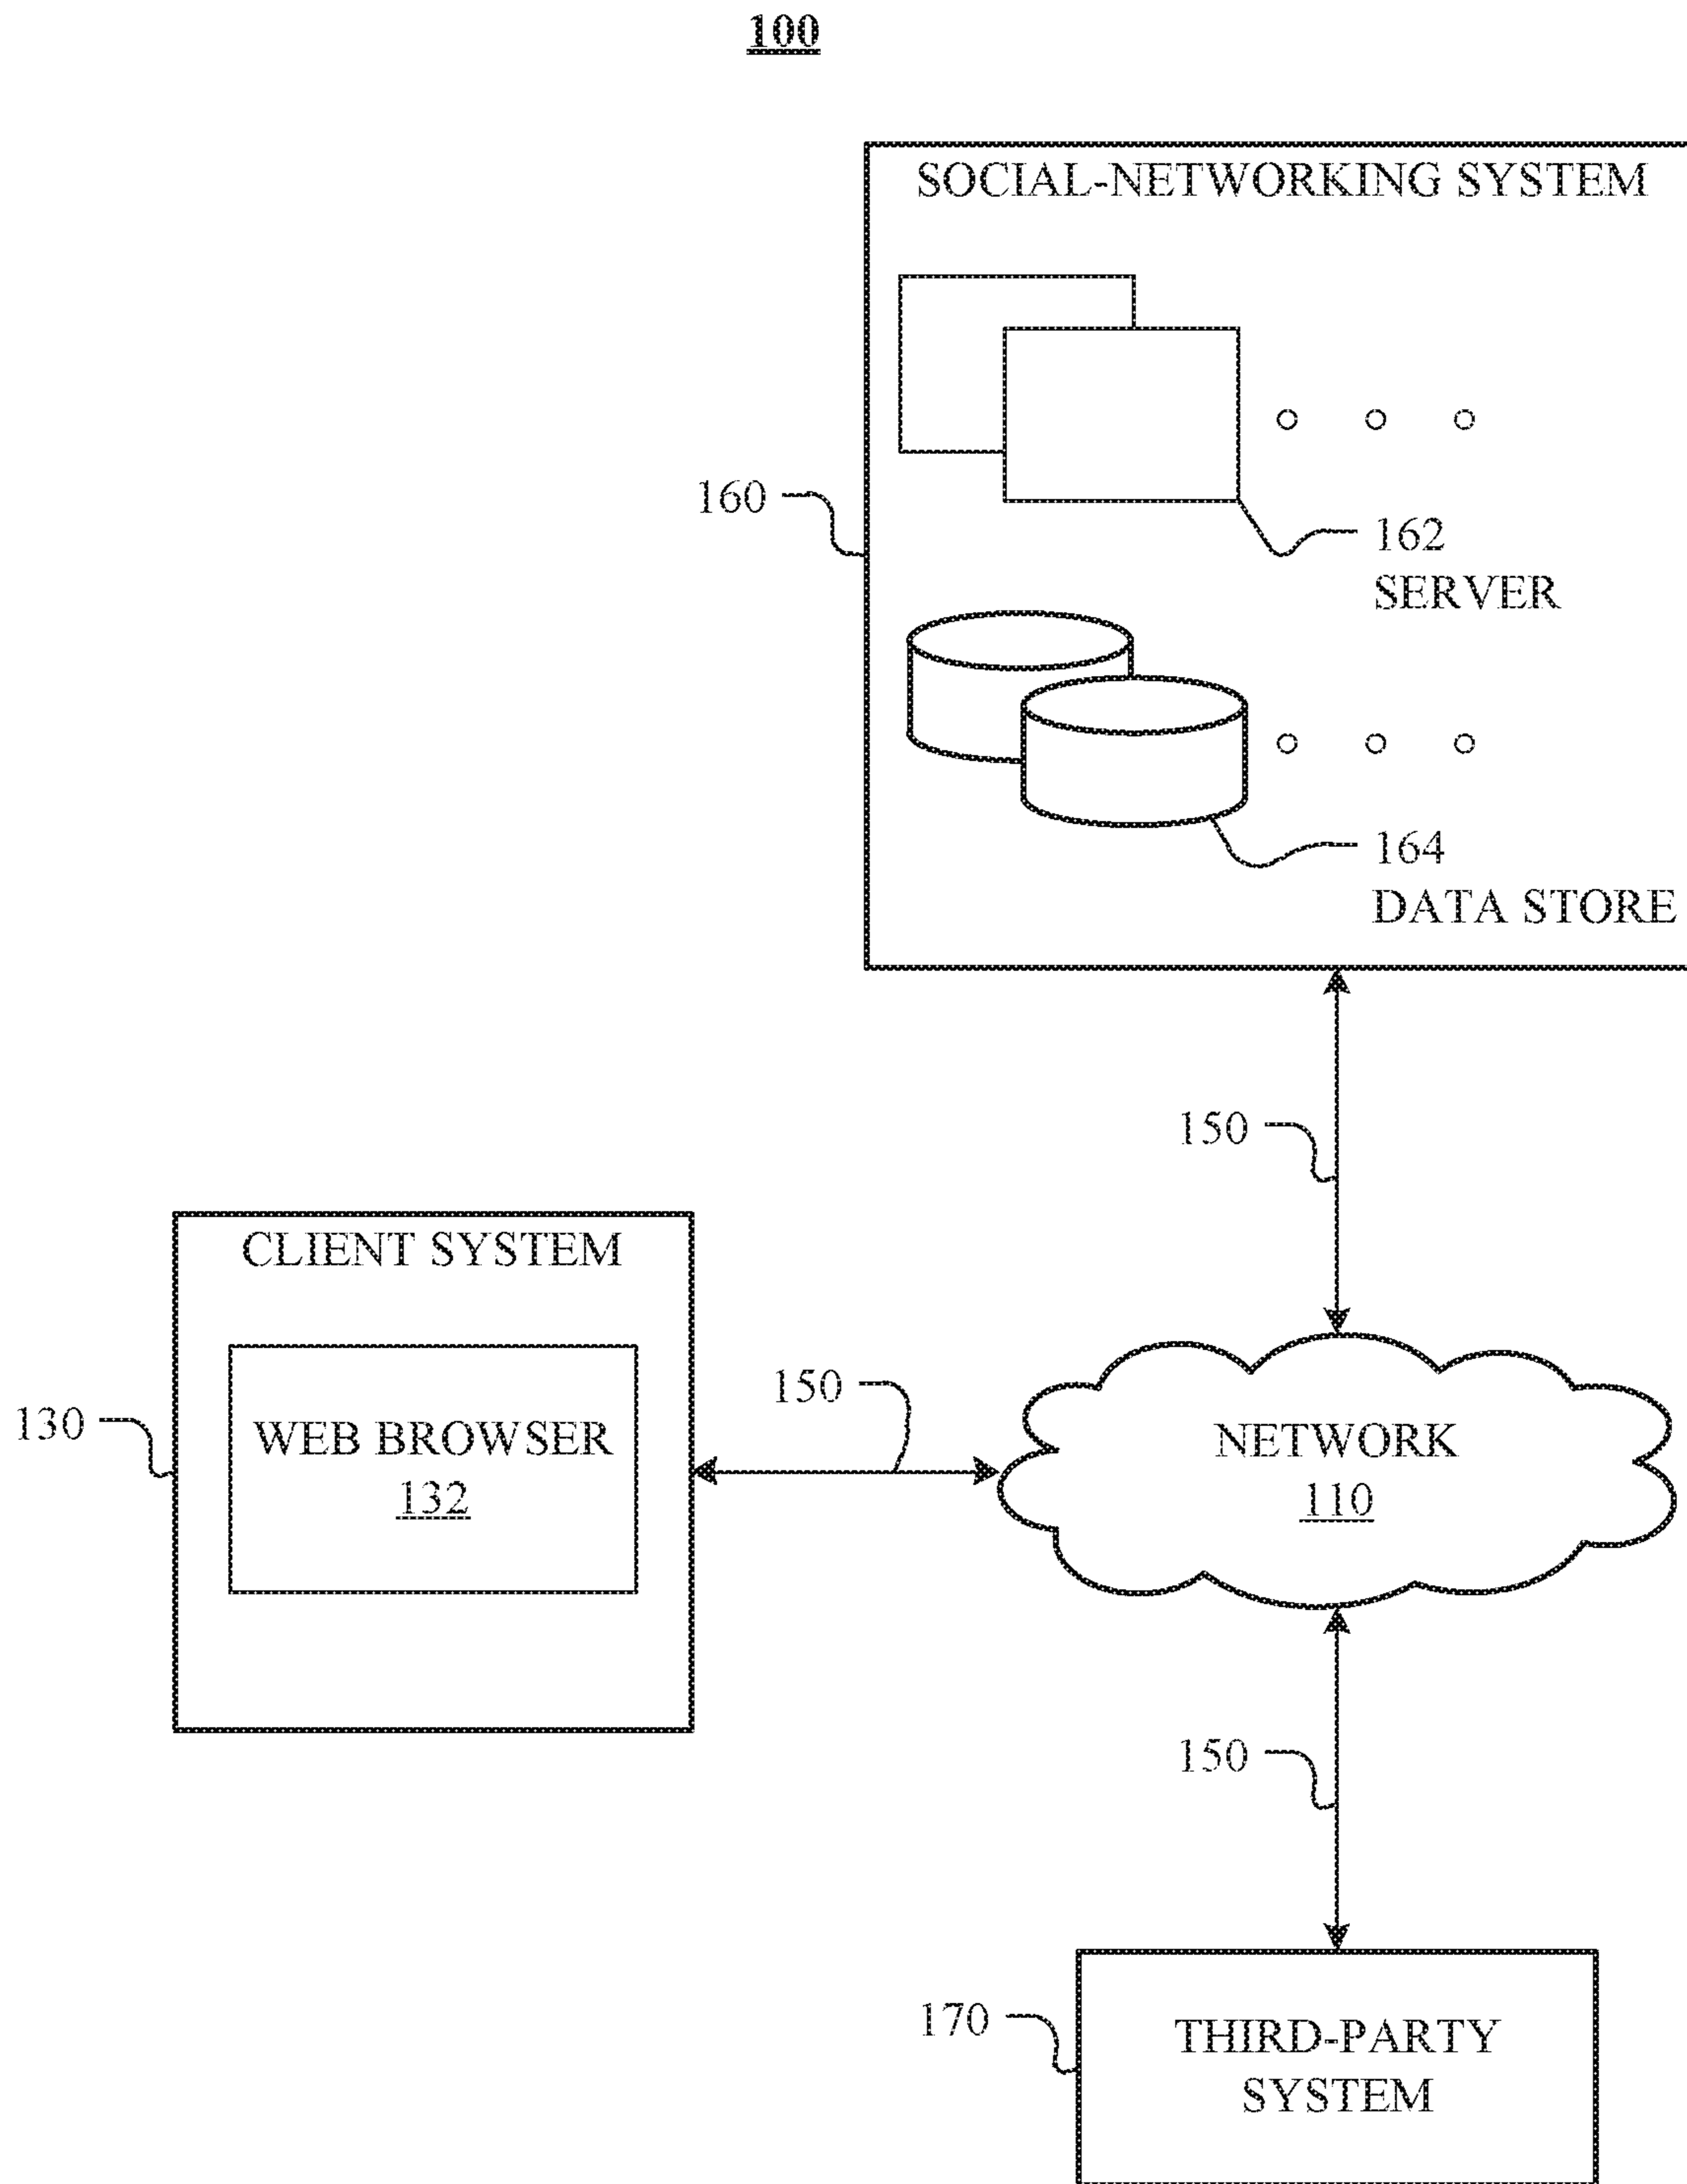 100
SOCIAL-NETWORKING SYSTEM
160
162
SERVER
164
DATA STORE
150
CLIENT SYSTEM
130
WEB BROWSER
132
150
NETWORK
110
150
170
THIRD-PARTY
SYSTEM